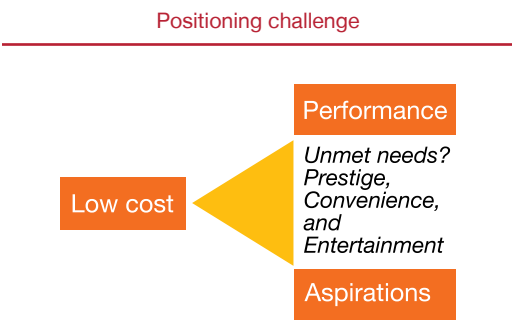 Positioning challenge
Performance
Unmet needs?
Prestige,
Convenience,
and
Entertainment
Low cost
Aspirations